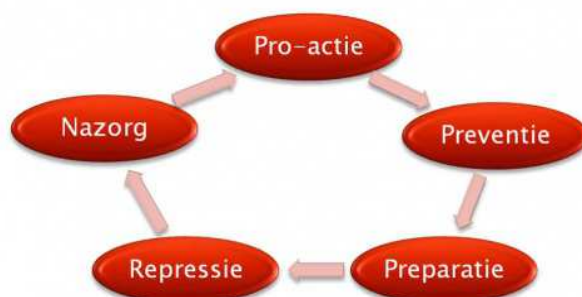 Pro-actie
Preventie
Preparatie
Repressie
Nazorg